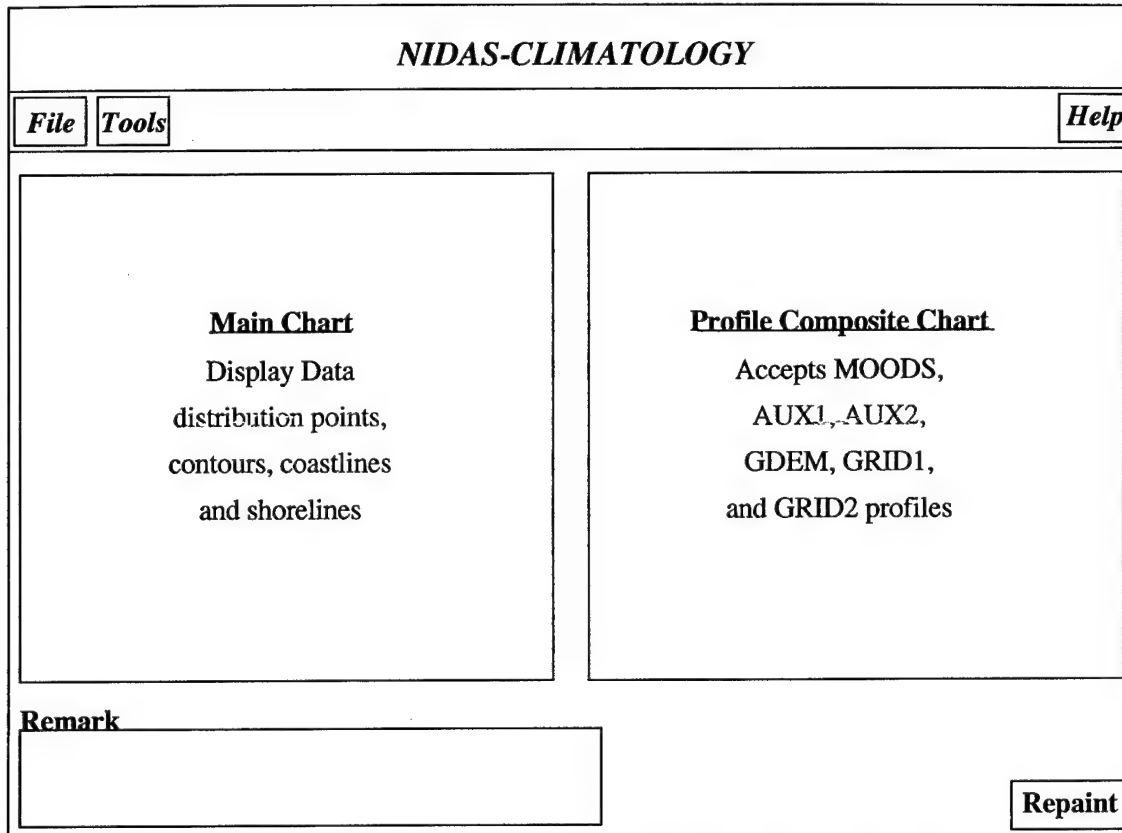 NIDAS-CLIMATOLOGY
File Tools Help
Main Chart
Display Data
distribution points,
contours, coastlines
and shorelines
Profile Composite Chart
Accepts MOODS,
AUX1, AUX2,
GDEM, GRID1,
and GRID2 profiles
Remark
Repaint